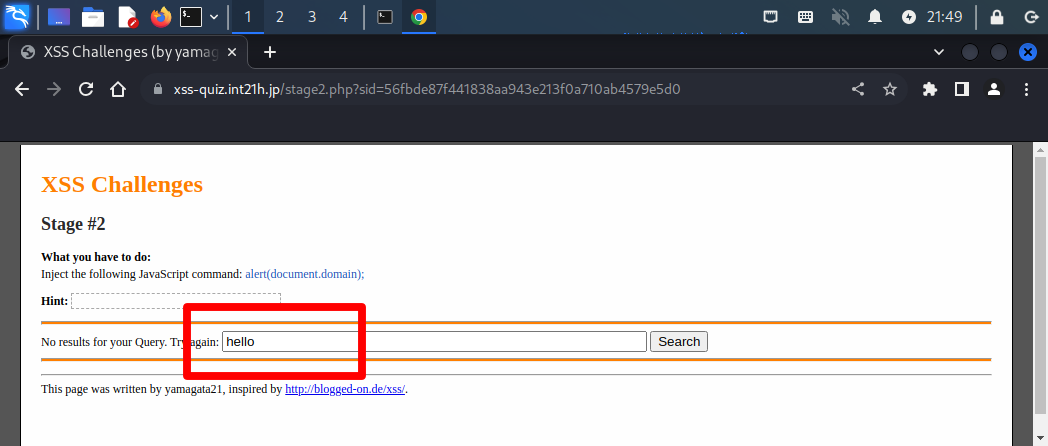 1 2 3 4 21:49
XSS Challenges (by yamag
xss-quiz.int21h.jp/stage2.php?sid=56fbde87f441838aa943e213f0a710ab4579e5d0
XSS Challenges
Stage #2
What you have to do:
Inject the following JavaScript command: alert(document.domain);
Hint:
No results for your Query. Try again: hello Search
This page was written by yamagata21, inspired by http://blogged-on.de/xss/.